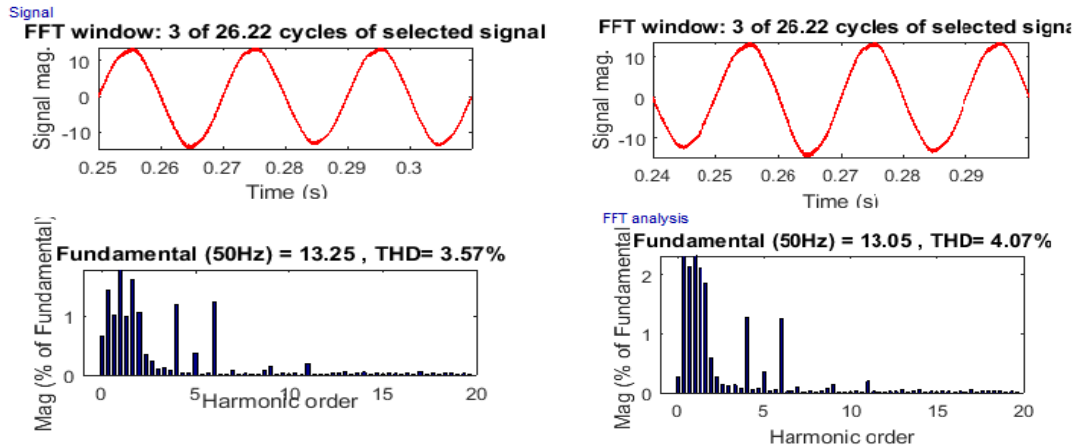 Signal
FFT window: 3 of 26.22 cycles of selected signal
Signal mag.
10
0
-10
0.25 0.26 0.27 0.28 0.29 0.3
Time (s)
Fundamental (50Hz) = 13.25 , THD= 3.57%
Mag (% of Fundamental)
1
0
0 5 10 15 20
Harmonic order
FFT window: 3 of 26.22 cycles of selected signa
Signal mag.
10
0
-10
0.24 0.25 0.26 0.27 0.28 0.29
Time (s)
FFT analysis
Fundamental (50Hz) = 13.05 , THD= 4.07%
Mag (% of Fundamental
2
1
0
0 5 10 15 20
Harmonic order